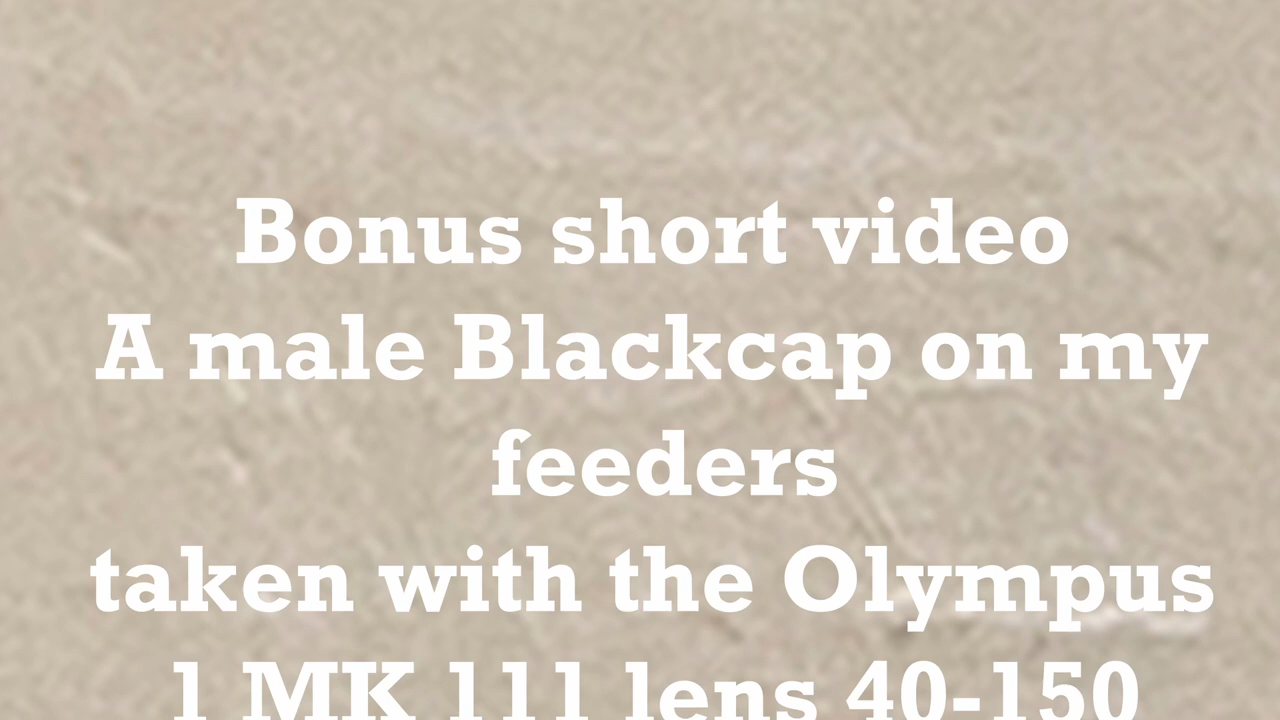 Bonus short video
A male Blackcap on my
feeders
taken with the Olympus
1 MK 111 lens 40-150